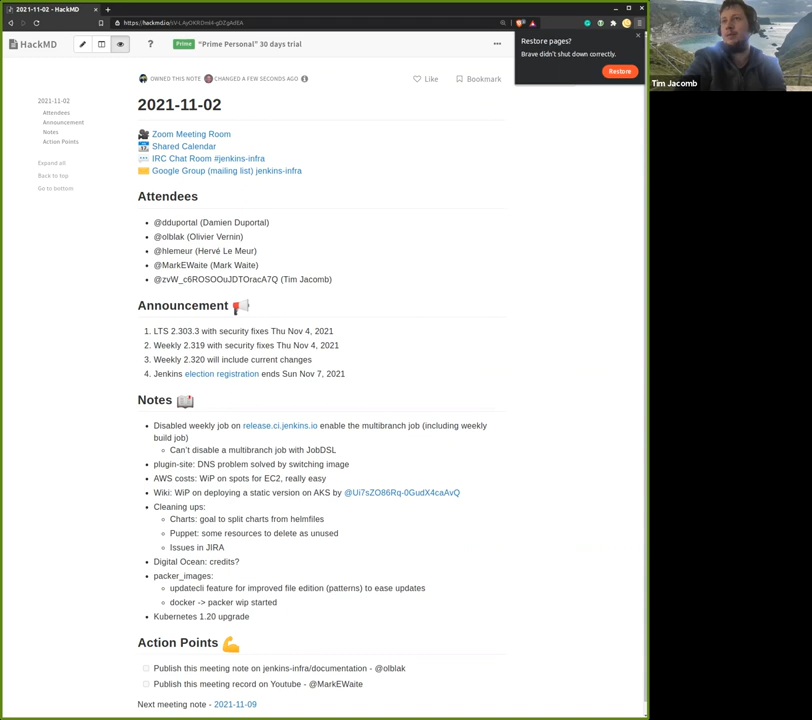 2021-11-02 - HackMD
HackMD
?
Prime "Prime Personal" 30 days trial
Restore pages?
Brave didn't shut down correctly.
Restore
Tim Jacomb
OWNED THIS NOTE CHANGED A FEW SECONDS AGO
Like
Bookmark
2021-11-02
Attendees
Announcement
Notes
Action Points
Expand all
Back to top
Go to bottom
2021-11-02
Zoom Meeting Room
Shared Calendar
IRC Chat Room #jenkins-infra
Google Group (mailing list) jenkins-infra
Attendees
@dduportal (Damien Duportal)
@olblak (Olivier Vernin)
@hlemeur (Hervé Le Meur)
@MarkEWaite (Mark Waite)
@zvW_c6ROSOOuJDTOracA7Q (Tim Jacomb)
Announcement
1. LTS 2.303.3 with security fixes Thu Nov 4, 2021
2. Weekly 2.319 with security fixes Thu Nov 4, 2021
3. Weekly 2.320 will include current changes
4. Jenkins election registration ends Sun Nov 7, 2021
Notes
Disabled weekly job on release.ci.jenkins.io enable the multibranch job (including weekly
build job)
Can't disable a multibranch job with JobDSL
plugin-site: DNS problem solved by switching image
AWS costs: WiP on spots for EC2, really easy
Wiki: WiP on deploying a static version on AKS by @Ui7sZO86Rq-0GudX4caAvQ
Cleaning ups:
Charts: goal to split charts from helmfiles
Puppet: some resources to delete as unused
Issues in JIRA
Digital Ocean: credits?
packer_images:
updatecli feature for improved file edition (patterns) to ease updates
docker -> packer wip started
Kubernetes 1.20 upgrade
Action Points
Publish this meeting note on jenkins-infra/documentation - @olblak
Publish this meeting record on Youtube - @MarkEWaite
Next meeting note - 2021-11-09